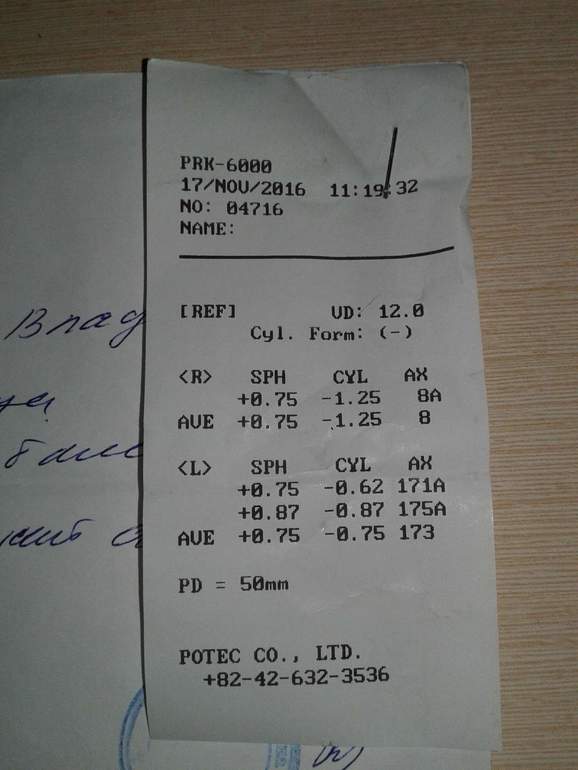 PRK-6000
17/NOV/2016 11:19:32
NO: 04716
NAME:
[REF] VD: 12.0
Cyl. Form: (-)
<R> SPH CYL AX
+0.75 -1.25 8A
AVE +0.75 -1.25 8
<L> SPH CYL AX
+0.75 -0.62 171A
+0.87 -0.87 175A
AVE +0.75 -0.75 173
PD = 50mm
POTEC CO., LTD.
+82-42-632-3536
Влад